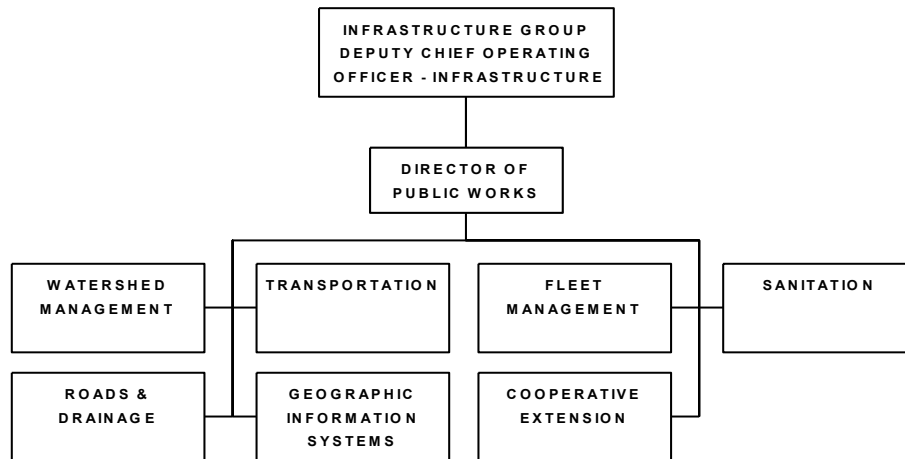 INFRASTRUCTURE GROUP
DEPUTY CHIEF OPERATING
OFFICER - INFRASTRUCTURE
DIRECTOR OF
PUBLIC WORKS
WATERSHED
MANAGEMENT
TRANSPORTATION
FLEET
MANAGEMENT
SANITATION
ROADS &
DRAINAGE
GEOGRAPHIC
INFORMATION
SYSTEMS
COOPERATIVE
EXTENSION